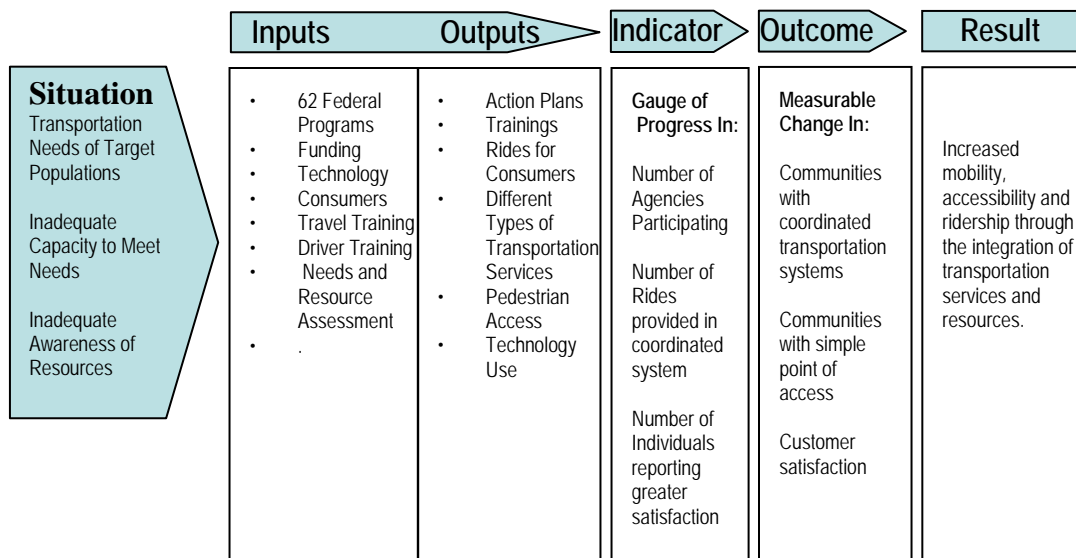 Inputs
Outputs
Indicator
Outcome
Result
Situation
Transportation
Needs of Target
Populations
Inadequate
Capacity to Meet
Needs
Inadequate
Awareness of
Resources
• 62 Federal
Programs
• Funding
• Technology
• Consumers
• Travel Training
• Driver Training
• Needs and
Resource
Assessment
• .
• Action Plans
• Trainings
• Rides for
Consumers
• Different
Types of
Transportation
Services
• Pedestrian
Access
• Technology
Use
Gauge of
Progress In:
Number of
Agencies
Participating
Number of
Rides
provided in
coordinated
system
Number of
Individuals
reporting
greater
satisfaction
Measurable
Change In:
Communities
with
coordinated
transportation
systems
Communities
with simple
point of
access
Customer
satisfaction
Increased
mobility,
accessibility and
ridership through
the integration of
transportation
services and
resources.